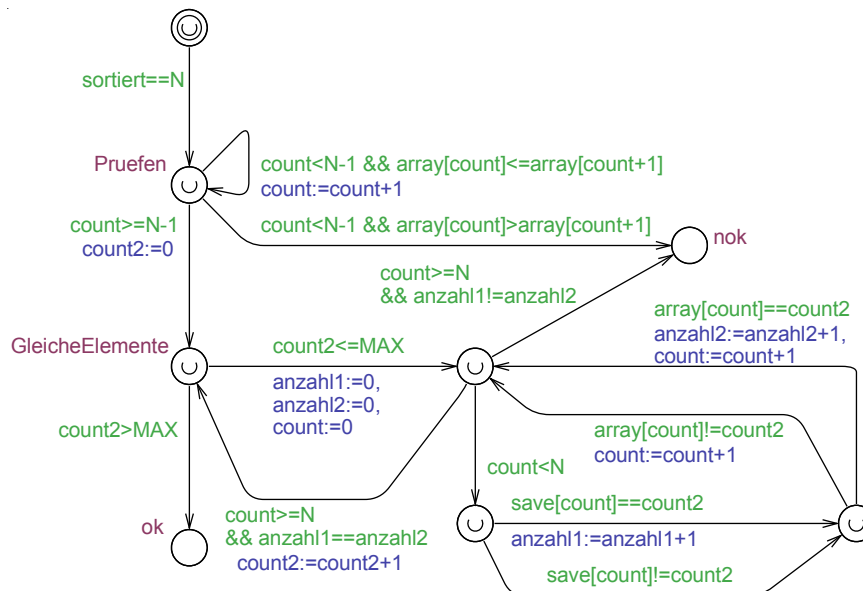 sortiert==N
Pruefen
count<N-1 && array[count]<=array[count+1]
count:=count+1
count>=N-1
count2:=0
count<N-1 && array[count]>array[count+1]
nok
count>=N
&& anzahl1!=anzahl2
array[count]==count2
anzahl2:=anzahl2+1,
count:=count+1
GleicheElemente
count2<=MAX
anzahl1:=0,
anzahl2:=0,
count:=0
count2>MAX
array[count]!=count2
count:=count+1
count<N
ok
count>=N
&& anzahl1==anzahl2
count2:=count2+1
save[count]==count2
anzahl1:=anzahl1+1
save[count]!=count2